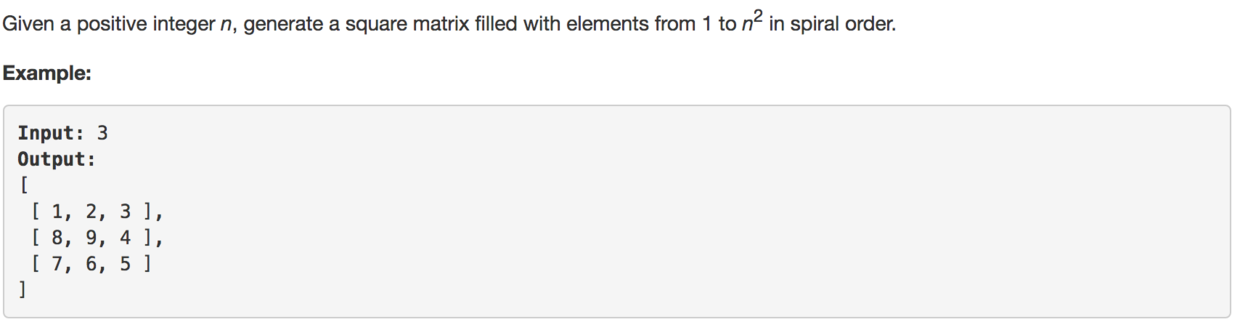 Given a positive integer n, generate a square matrix filled with elements from 1 to n² in spiral order.
Example:
Input: 3
Output:
[
 [ 1, 2, 3 ],
 [ 8, 9, 4 ],
 [ 7, 6, 5 ]
]